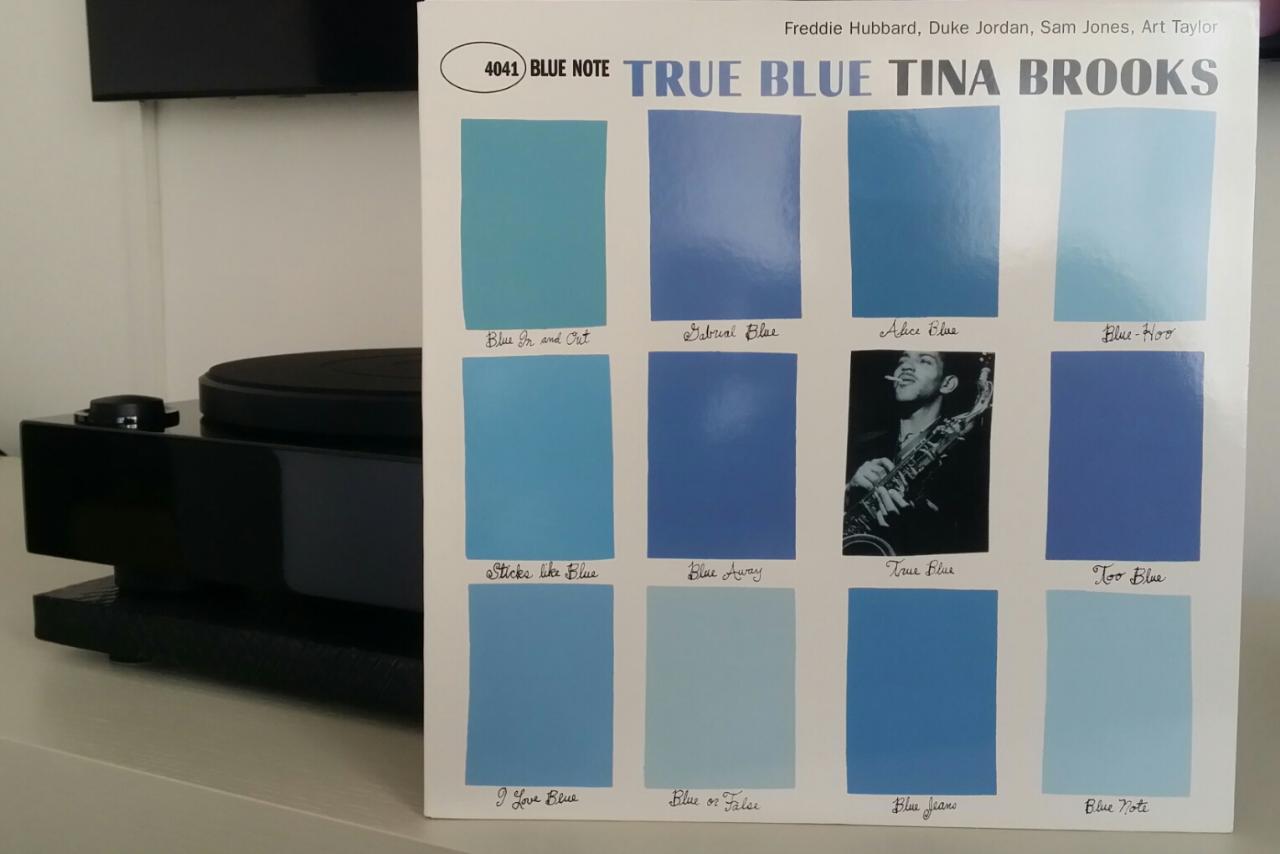 Freddie Hubbard, Duke Jordan, Sam Jones, Art Taylor
4041 BLUE NOTE TRUE BLUE TINA BROOKS
Blue In and Out
Gabrual Blue
Alice Blue
Blue-Hoo
Sticks like Blue
Blue Away
True Blue
Too Blue
I Love Blue
Blue or False
Blue Jeans
Blue Note